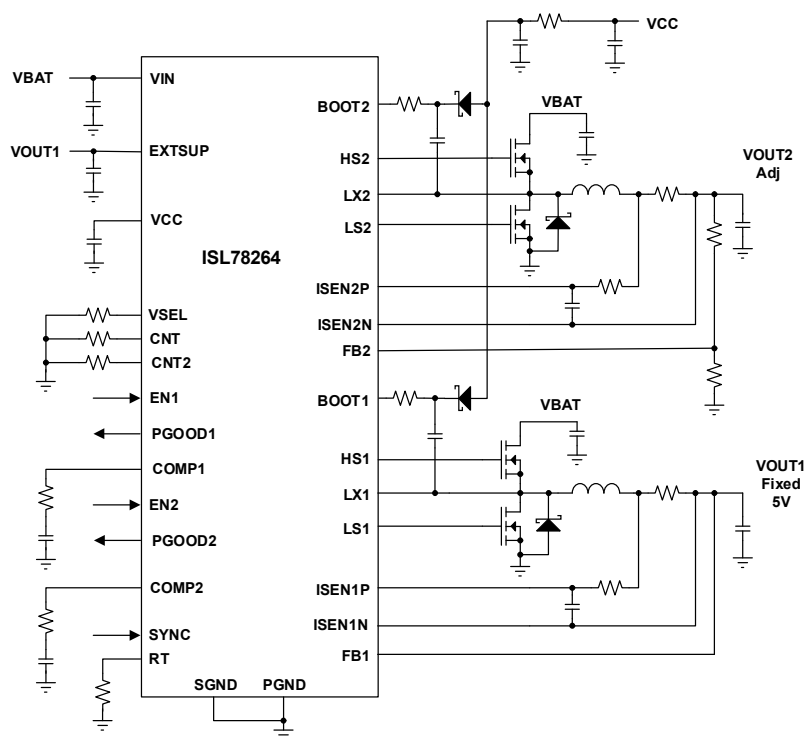 VCC
VBAT
VIN
VOUT1
EXTSUP
VCC
ISL78264
VSEL
CNT
CNT2
EN1
PGOOD1
COMP1
EN2
PGOOD2
COMP2
SYNC
RT
SGND
PGND
BOOT2
VBAT
HS2
LX2
LS2
VOUT2
Adj
ISEN2P
ISEN2N
FB2
BOOT1
VBAT
HS1
LX1
LS1
VOUT1
Fixed
5V
ISEN1P
ISEN1N
FB1